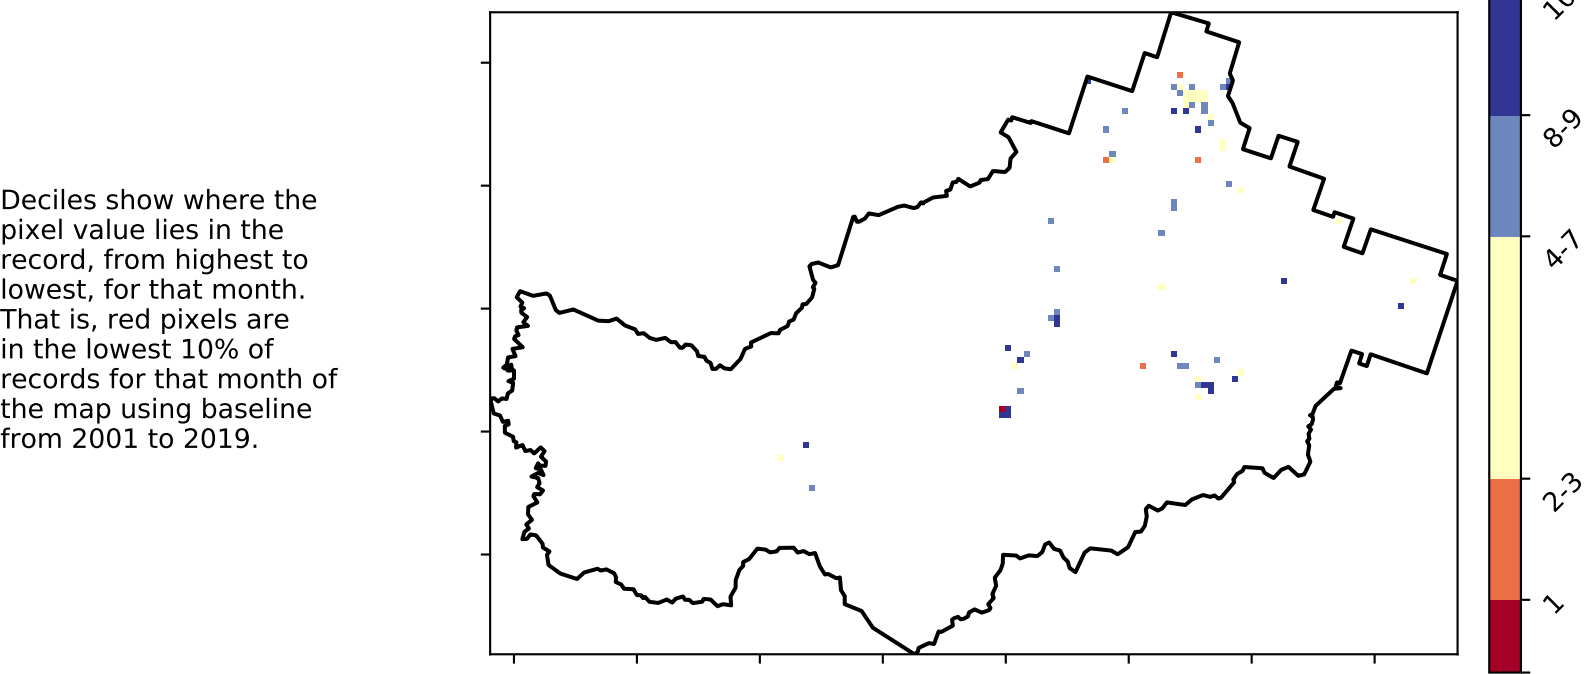 Deciles show where the
pixel value lies in the
record, from highest to
lowest, for that month.
That is, red pixels are
in the lowest 10% of
records for that month of
the map using baseline
from 2001 to 2019.
10
8-9
4-7
2-3
1